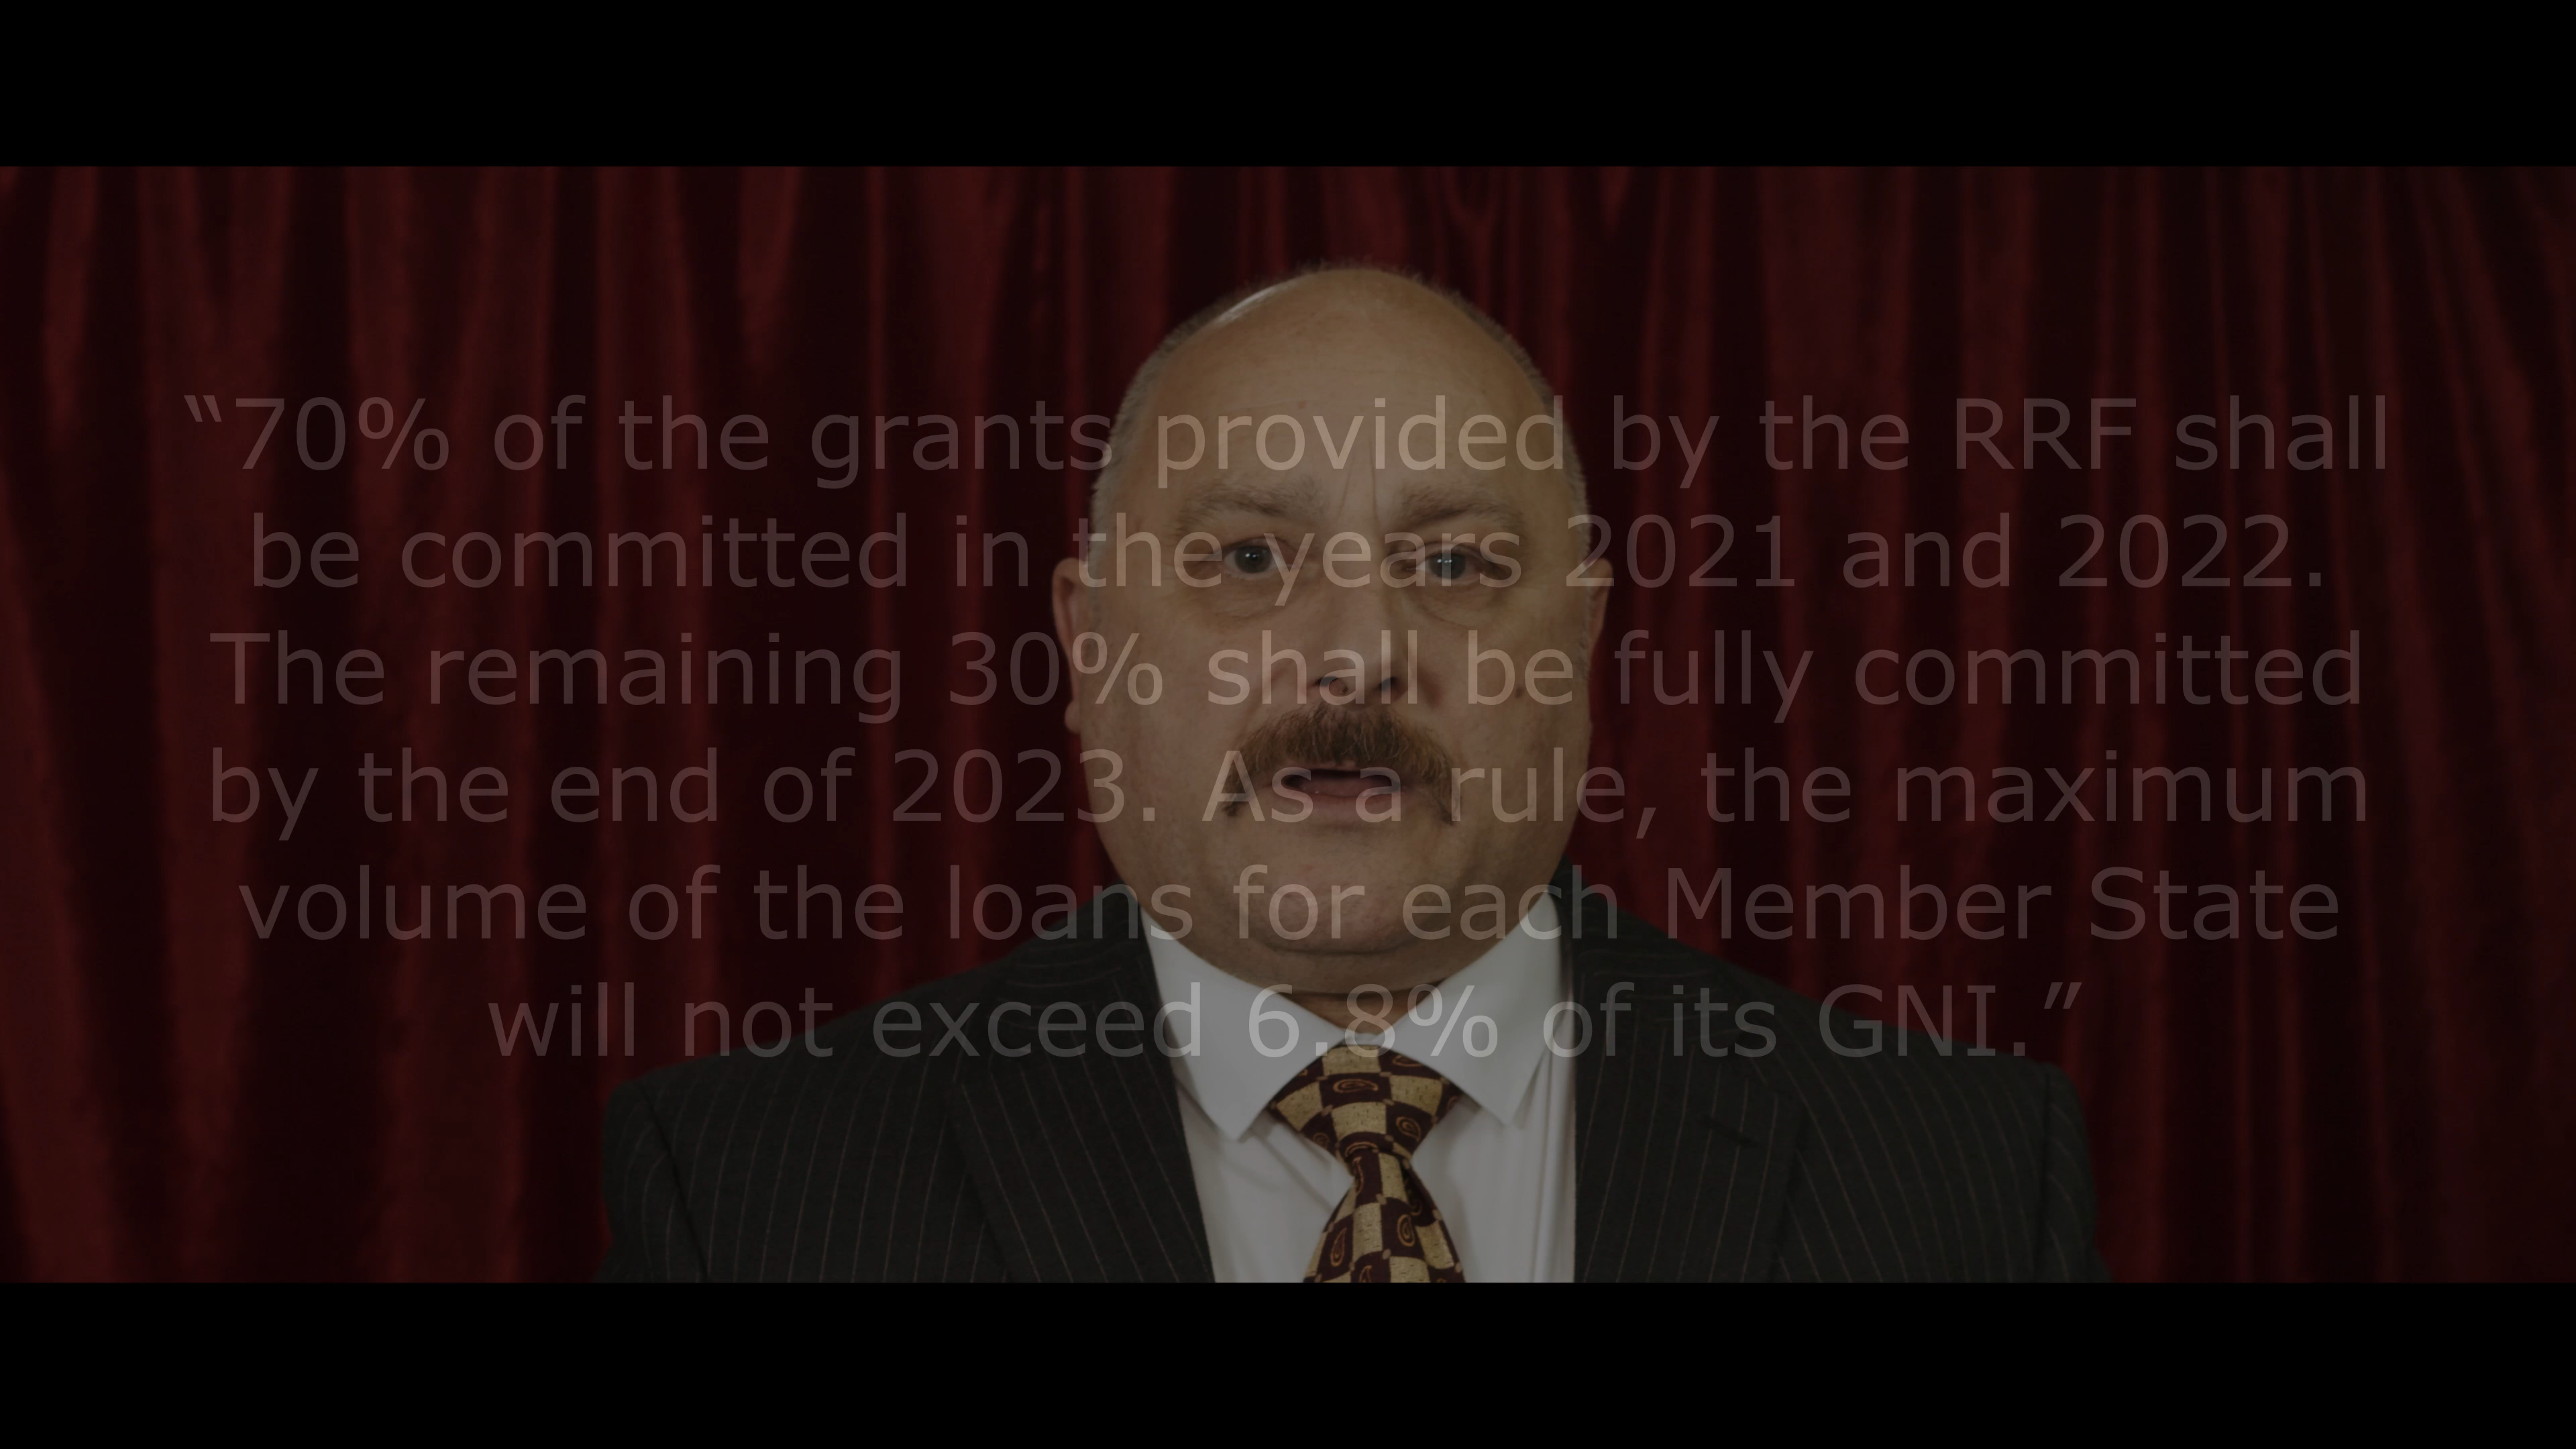 “70% of the grants provided by the RRF shall
be committed in the years 2021 and 2022.
The remaining 30% shall be fully committed
by the end of 2023. As a rule, the maximum
volume of the loans for each Member State
will not exceed 6.8% of its GNI.”